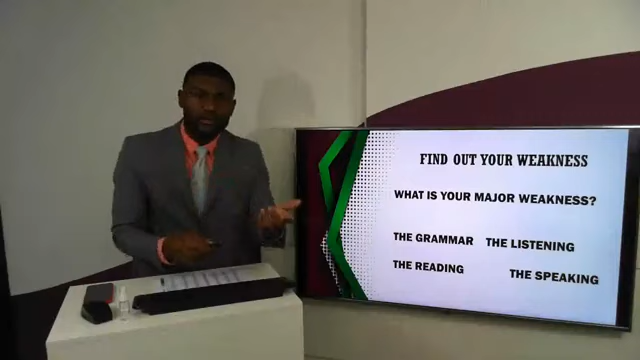 FIND OUT YOUR WEAKNESS
WHAT IS YOUR MAJOR WEAKNESS?
THE GRAMMAR THE LISTENING
THE READING THE SPEAKING